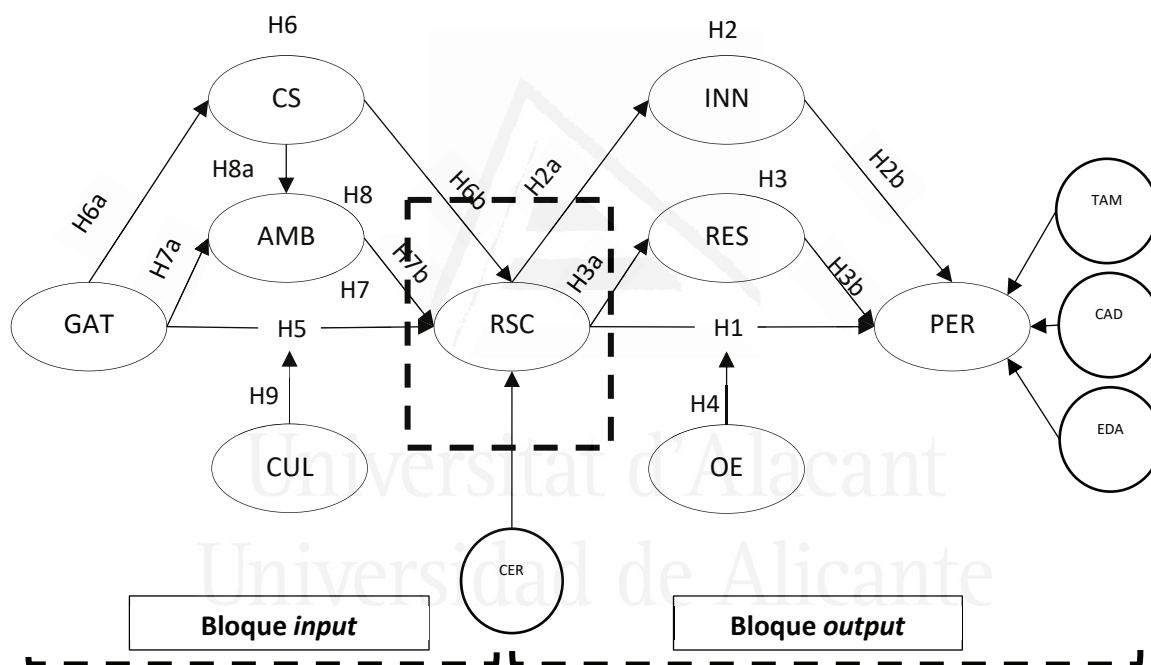 H6
H2
CS
INN
H6a
H8a
H6b
H2a
H2b
H8
H3
TAM
AMB
RES
H7a
H7b
H3a
H3b
H7
GAT
H5
RSC
H1
PER
CAD
H9
H4
EDA
CUL
OE
Universitat d'Alacant
CER
Universidad de Alicante
Bloque input
Bloque output